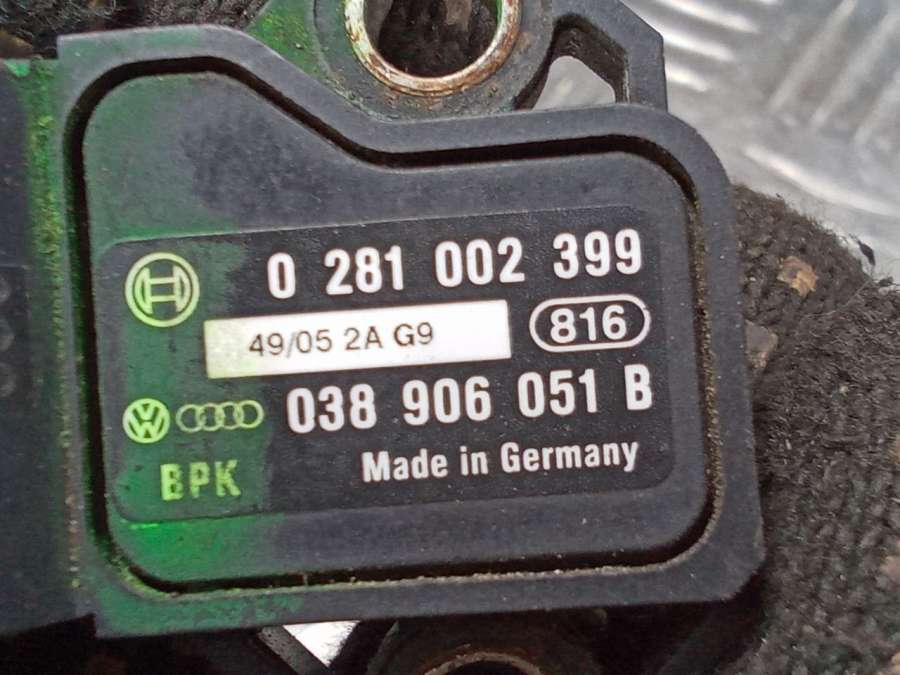 0 281 002 399
49/05 2A G9
816
038 906 051 B
BPK
Made in Germany